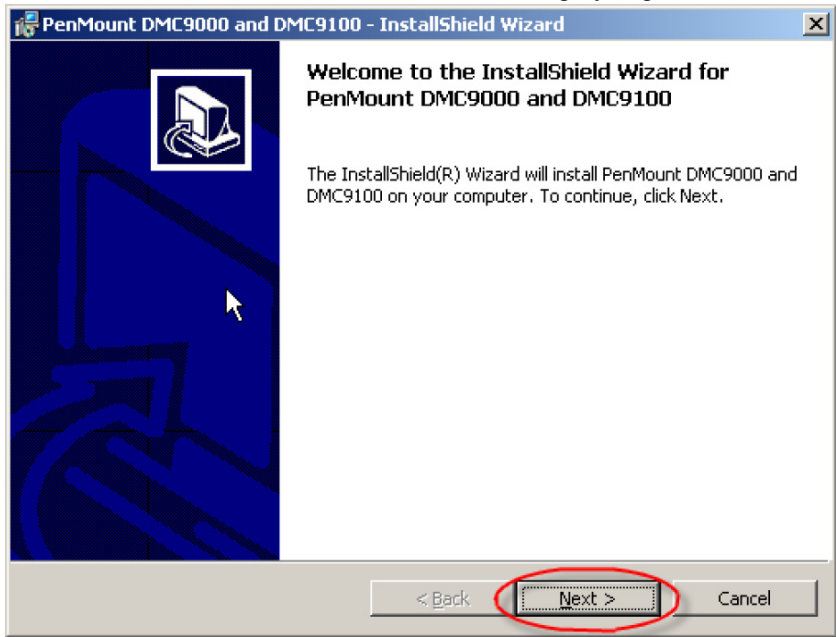 PenMount DMC9000 and DMC9100 - InstallShield Wizard
Welcome to the InstallShield Wizard for
PenMount DMC9000 and DMC9100
The InstallShield(R) Wizard will install PenMount DMC9000 and
DMC9100 on your computer. To continue, click Next.
< Back Next > Cancel